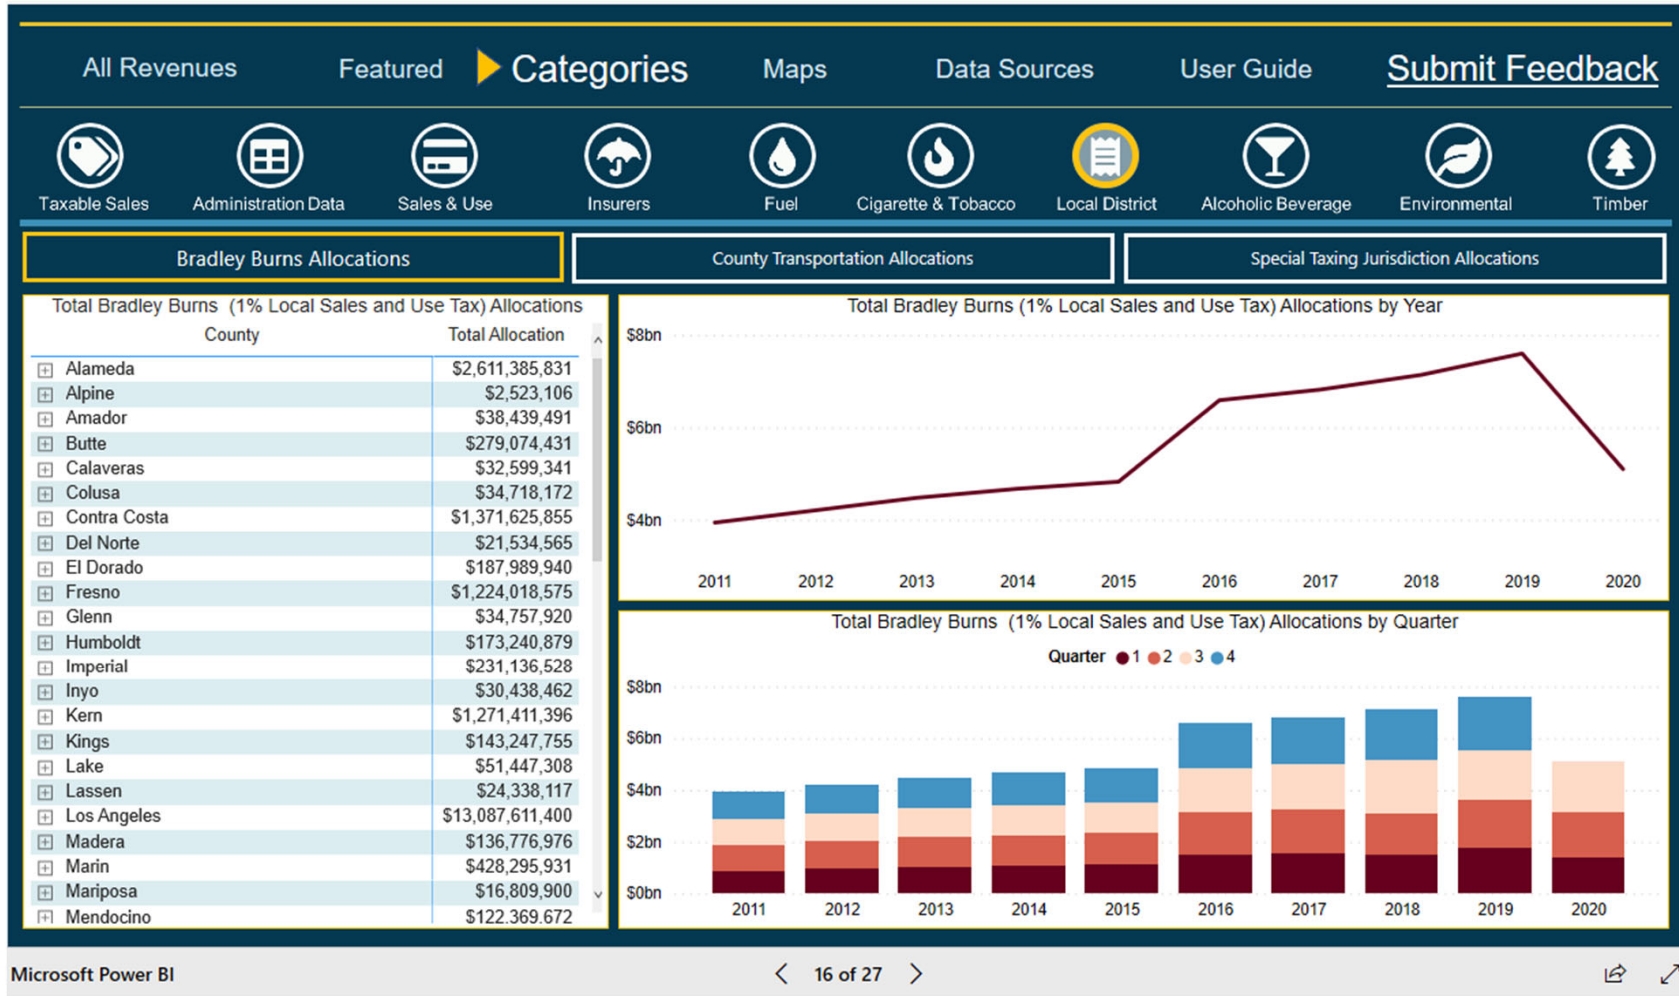 All Revenues Featured Categories Maps Data Sources User Guide Submit Feedback
Taxable Sales Administration Data Sales & Use Insurers Fuel Cigarette & Tobacco Local District Alcoholic Beverage Environmental Timber
Bradley Burns Allocations County Transportation Allocations Special Taxing Jurisdiction Allocations
Total Bradley Burns (1% Local Sales and Use Tax) Allocations
County Total Allocation
Alameda $2,611,385,831
Alpine $2,523,106
Amador $38,439,491
Butte $279,074,431
Calaveras $32,599,341
Colusa $34,718,172
Contra Costa $1,371,625,855
Del Norte $21,534,565
El Dorado $187,989,940
Fresno $1,224,018,575
Glenn $34,757,920
Humboldt $173,240,879
Imperial $231,136,528
Inyo $30,438,462
Kern $1,271,411,396
Kings $143,247,755
Lake $51,447,308
Lassen $24,338,117
Los Angeles $13,087,611,400
Madera $136,776,976
Marin $428,295,931
Mariposa $16,809,900
Mendocino $122,369,672
Total Bradley Burns (1% Local Sales and Use Tax) Allocations by Year
$8bn
$6bn
$4bn
2011 2012 2013 2014 2015 2016 2017 2018 2019 2020
Total Bradley Burns (1% Local Sales and Use Tax) Allocations by Quarter
Quarter 1 2 3 4
$8bn
$6bn
$4bn
$2bn
$0bn
2011 2012 2013 2014 2015 2016 2017 2018 2019 2020
Microsoft Power BI 16 of 27